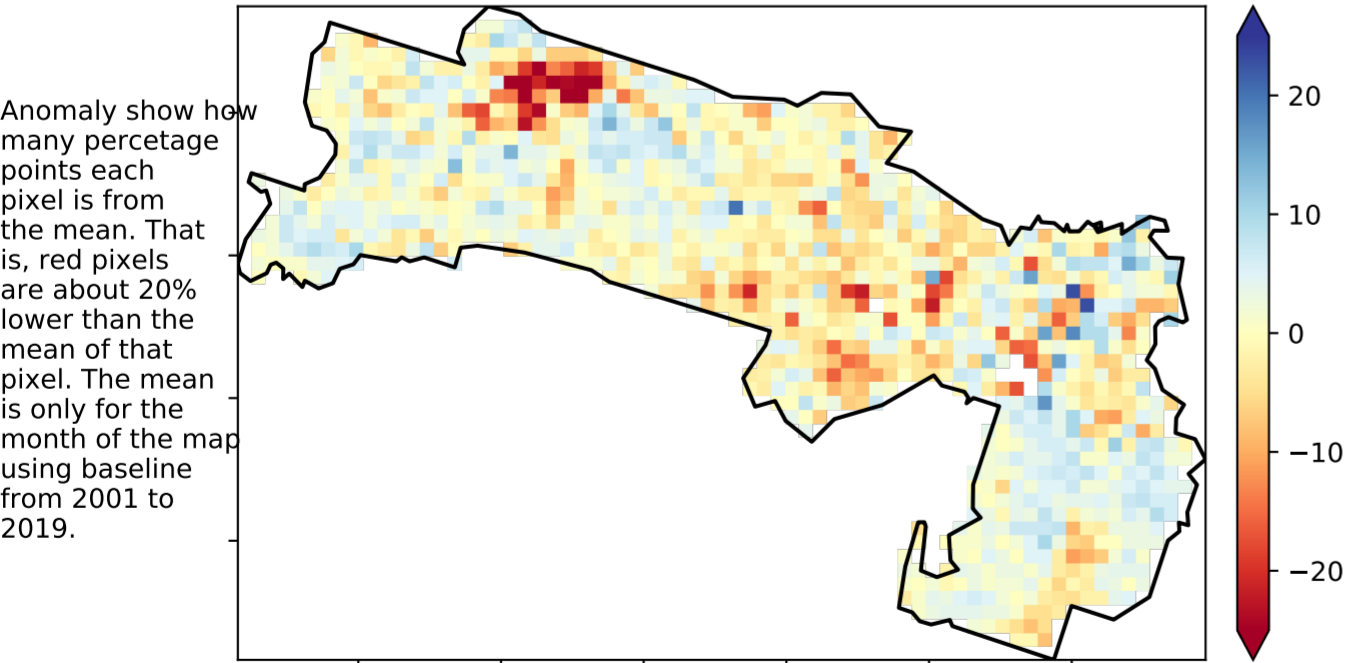 Anomaly show how
many percetage
points each
pixel is from
the mean. That
is, red pixels
are about 20%
lower than the
mean of that
pixel. The mean
is only for the
month of the map
using baseline
from 2001 to
2019.
20
10
0
−10
−20